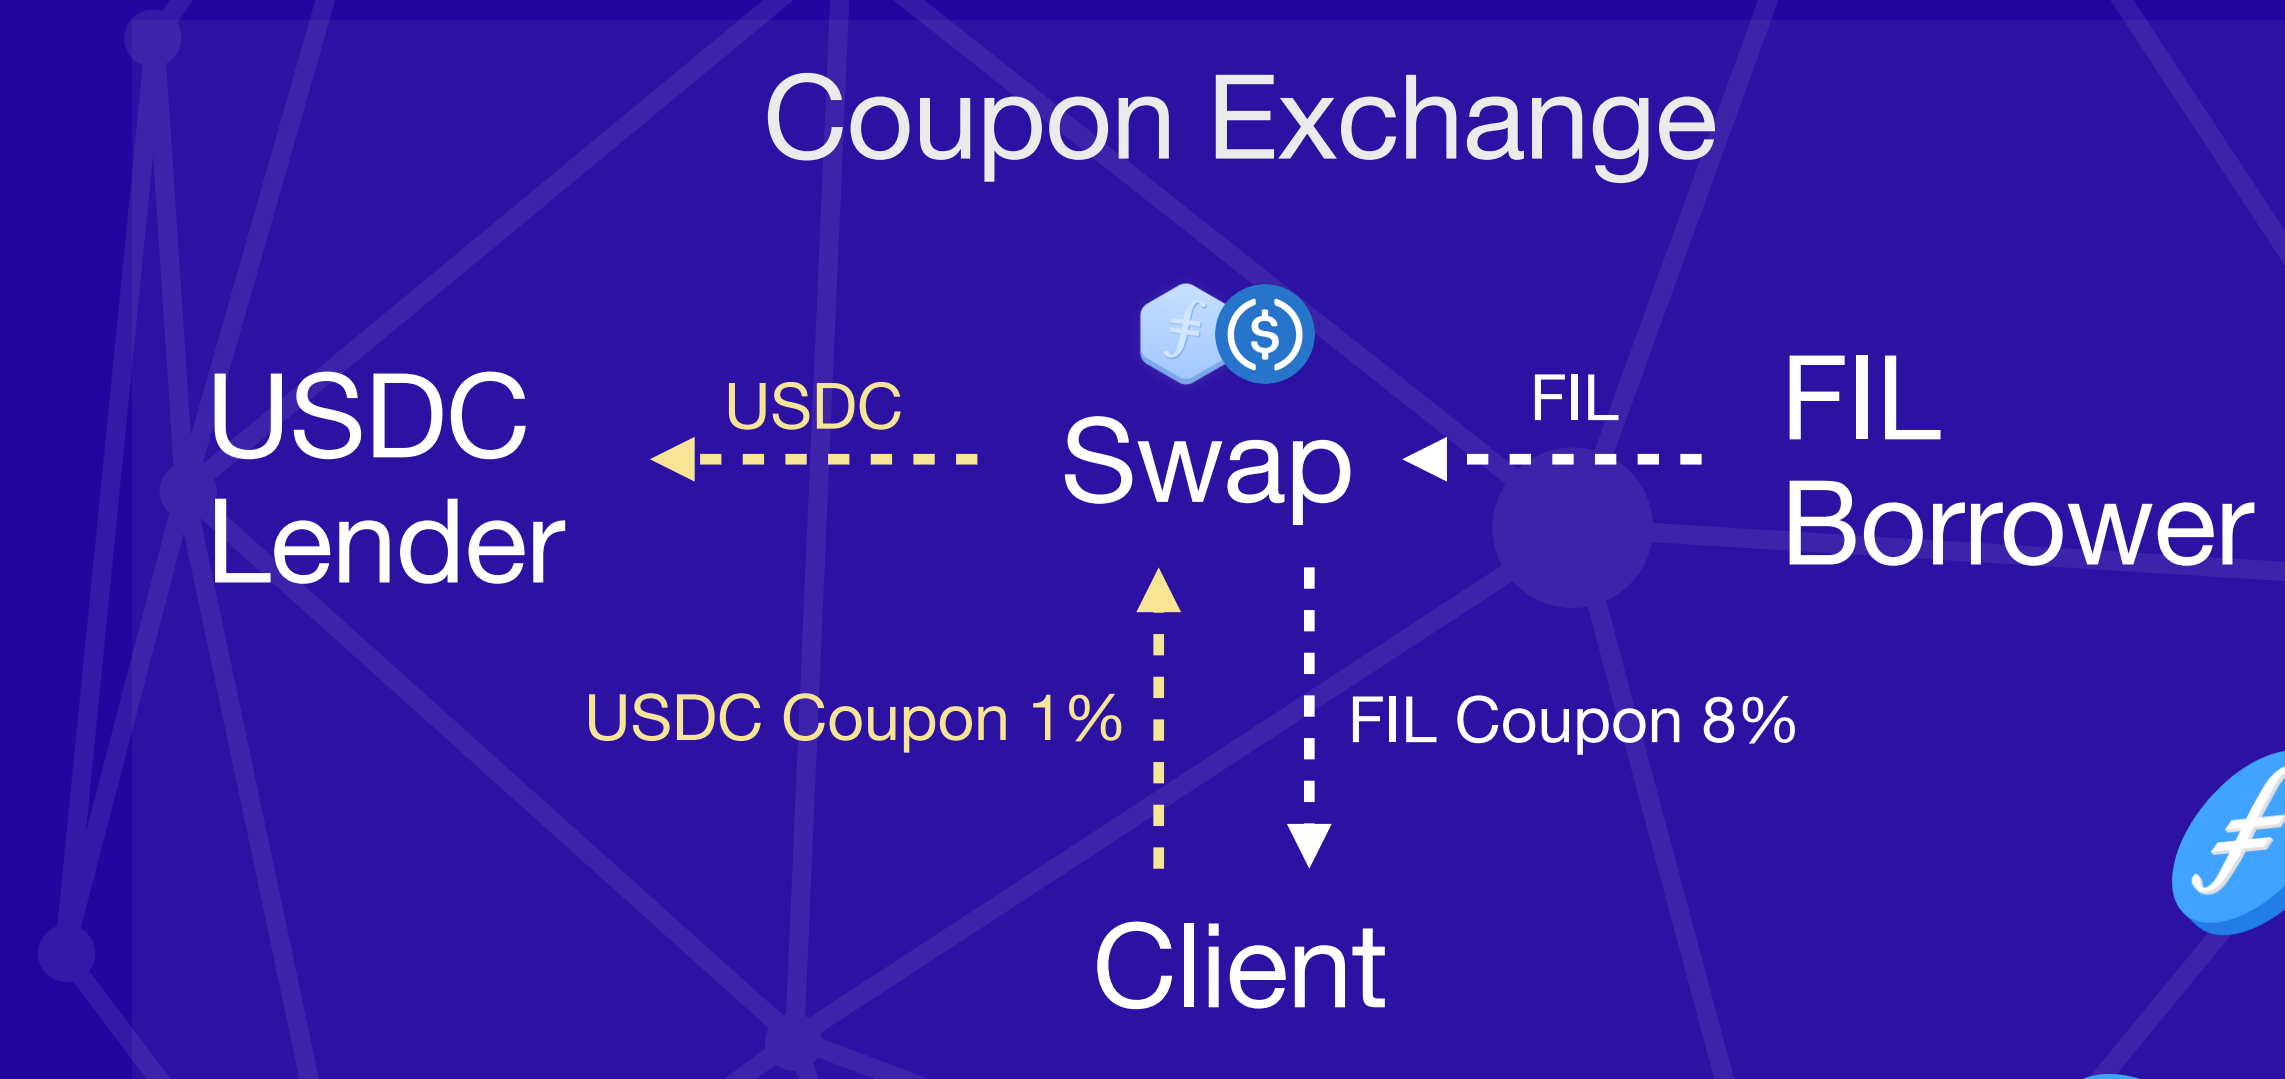 Coupon Exchange
USDC
Lender
USDC
Swap
FIL
FIL
Borrower
USDC Coupon 1%
FIL Coupon 8%
Client